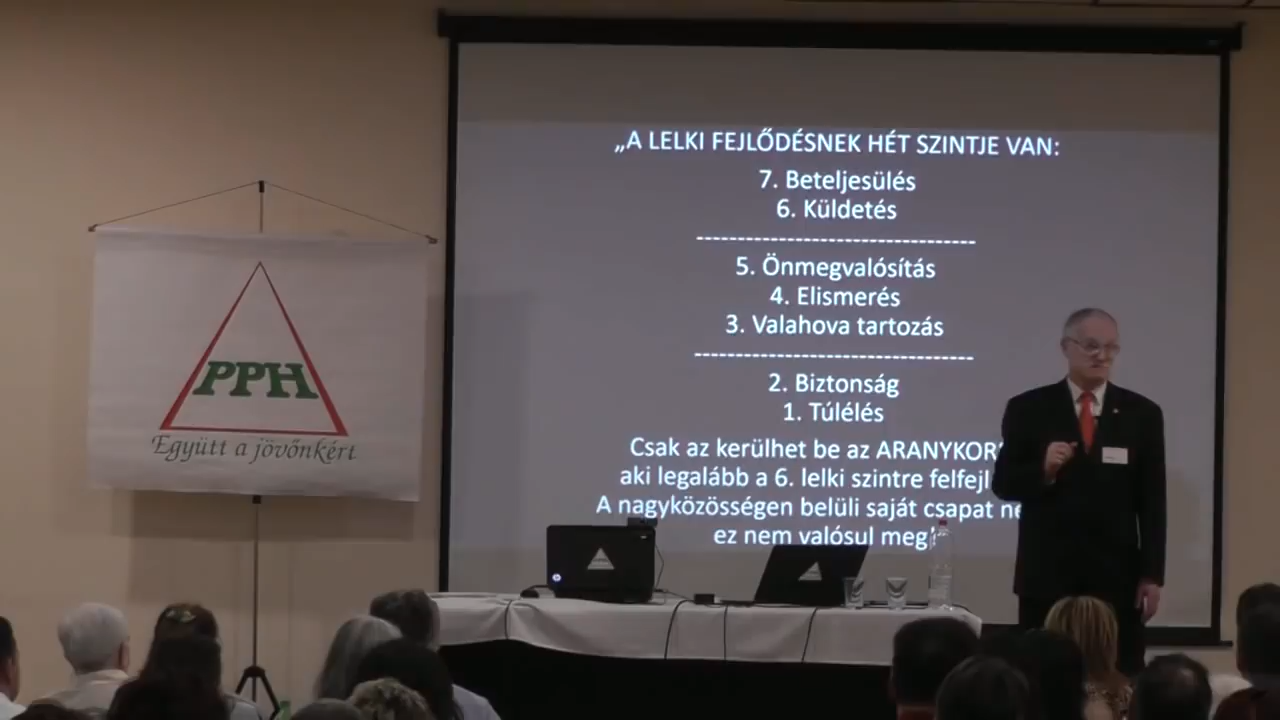 PPH
Együtt a jövőnkért
„A LELKI FEJLŐDÉSNEK HÉT SZINTJE VAN:
7. Beteljesülés
6. Küldetés
---------------------------------
5. Önmegvalósítás
4. Elismerés
3. Valahova tartozás
---------------------------------
2. Biztonság
1. Túlélés
Csak az kerülhet be az ARANYKOR
aki legalább a 6. lelki szintre felfejl
A nagyközösségen belüli saját csapat
ez nem valósul meg!